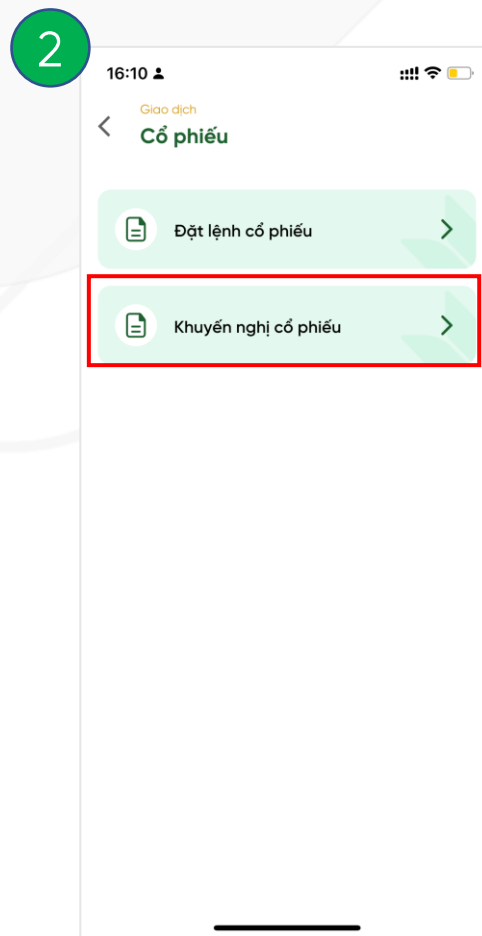 2
16:10
Giao dịch
Cổ phiếu
Đặt lệnh cổ phiếu
Khuyến nghị cổ phiếu